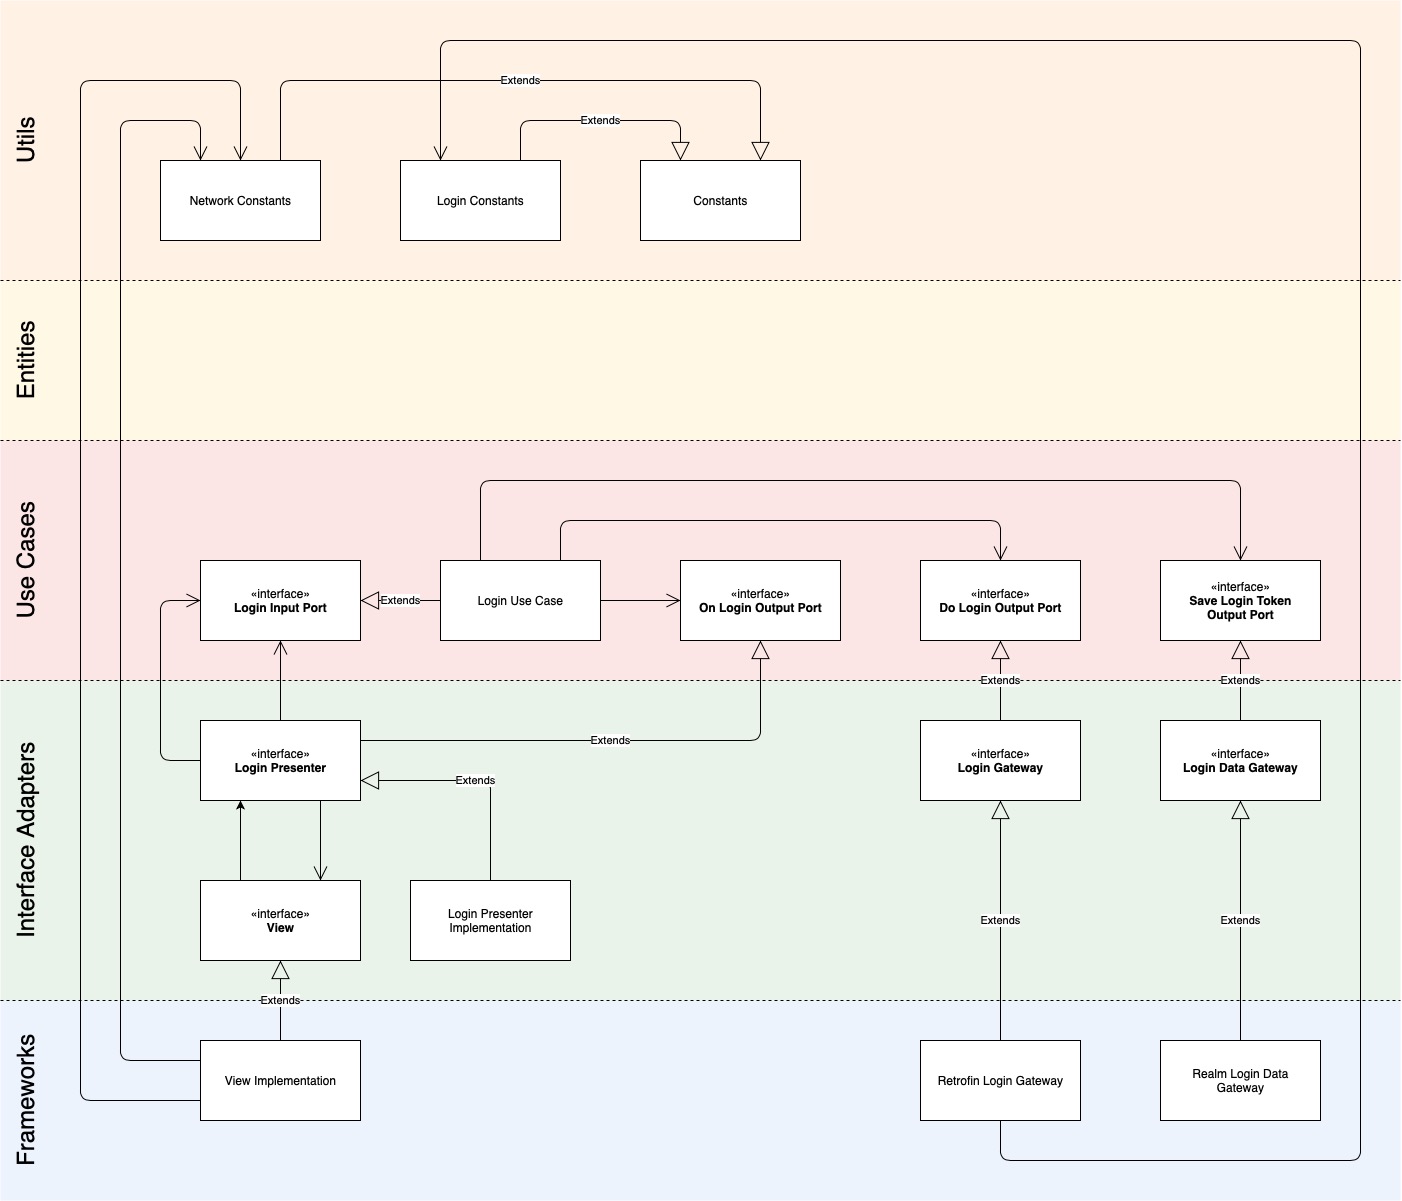 Utils
Extends
Extends
Network Constants
Login Constants
Constants
Entities
Use Cases
«interface»
Login Input Port
Extends
Login Use Case
«interface»
On Login Output Port
«interface»
Do Login Output Port
«interface»
Save Login Token
Output Port
Extends
Extends
Interface Adapters
«interface»
Login Presenter
Extends
Extends
«interface»
Login Gateway
«interface»
Login Data Gateway
«interface»
View
Login Presenter
Implementation
Extends
Extends
Extends
Frameworks
View Implementation
Retrofin Login Gateway
Realm Login Data
Gateway